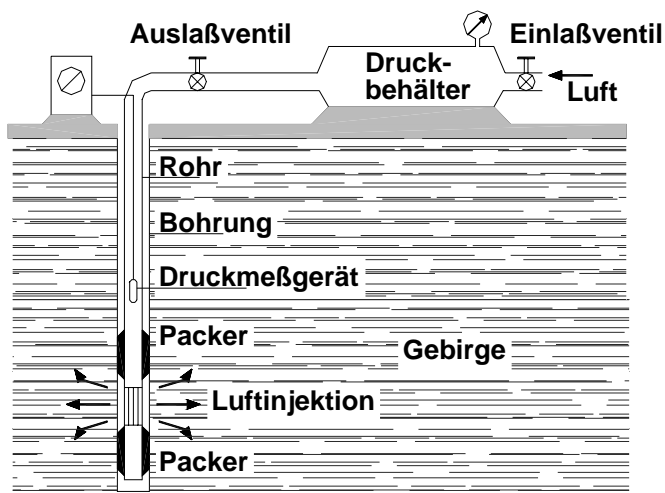 Auslaßventil
Einlaßventil
Druck-
behälter
Luft
Rohr
Bohrung
Druckmeßgerät
Packer
Gebirge
Luftinjektion
Packer